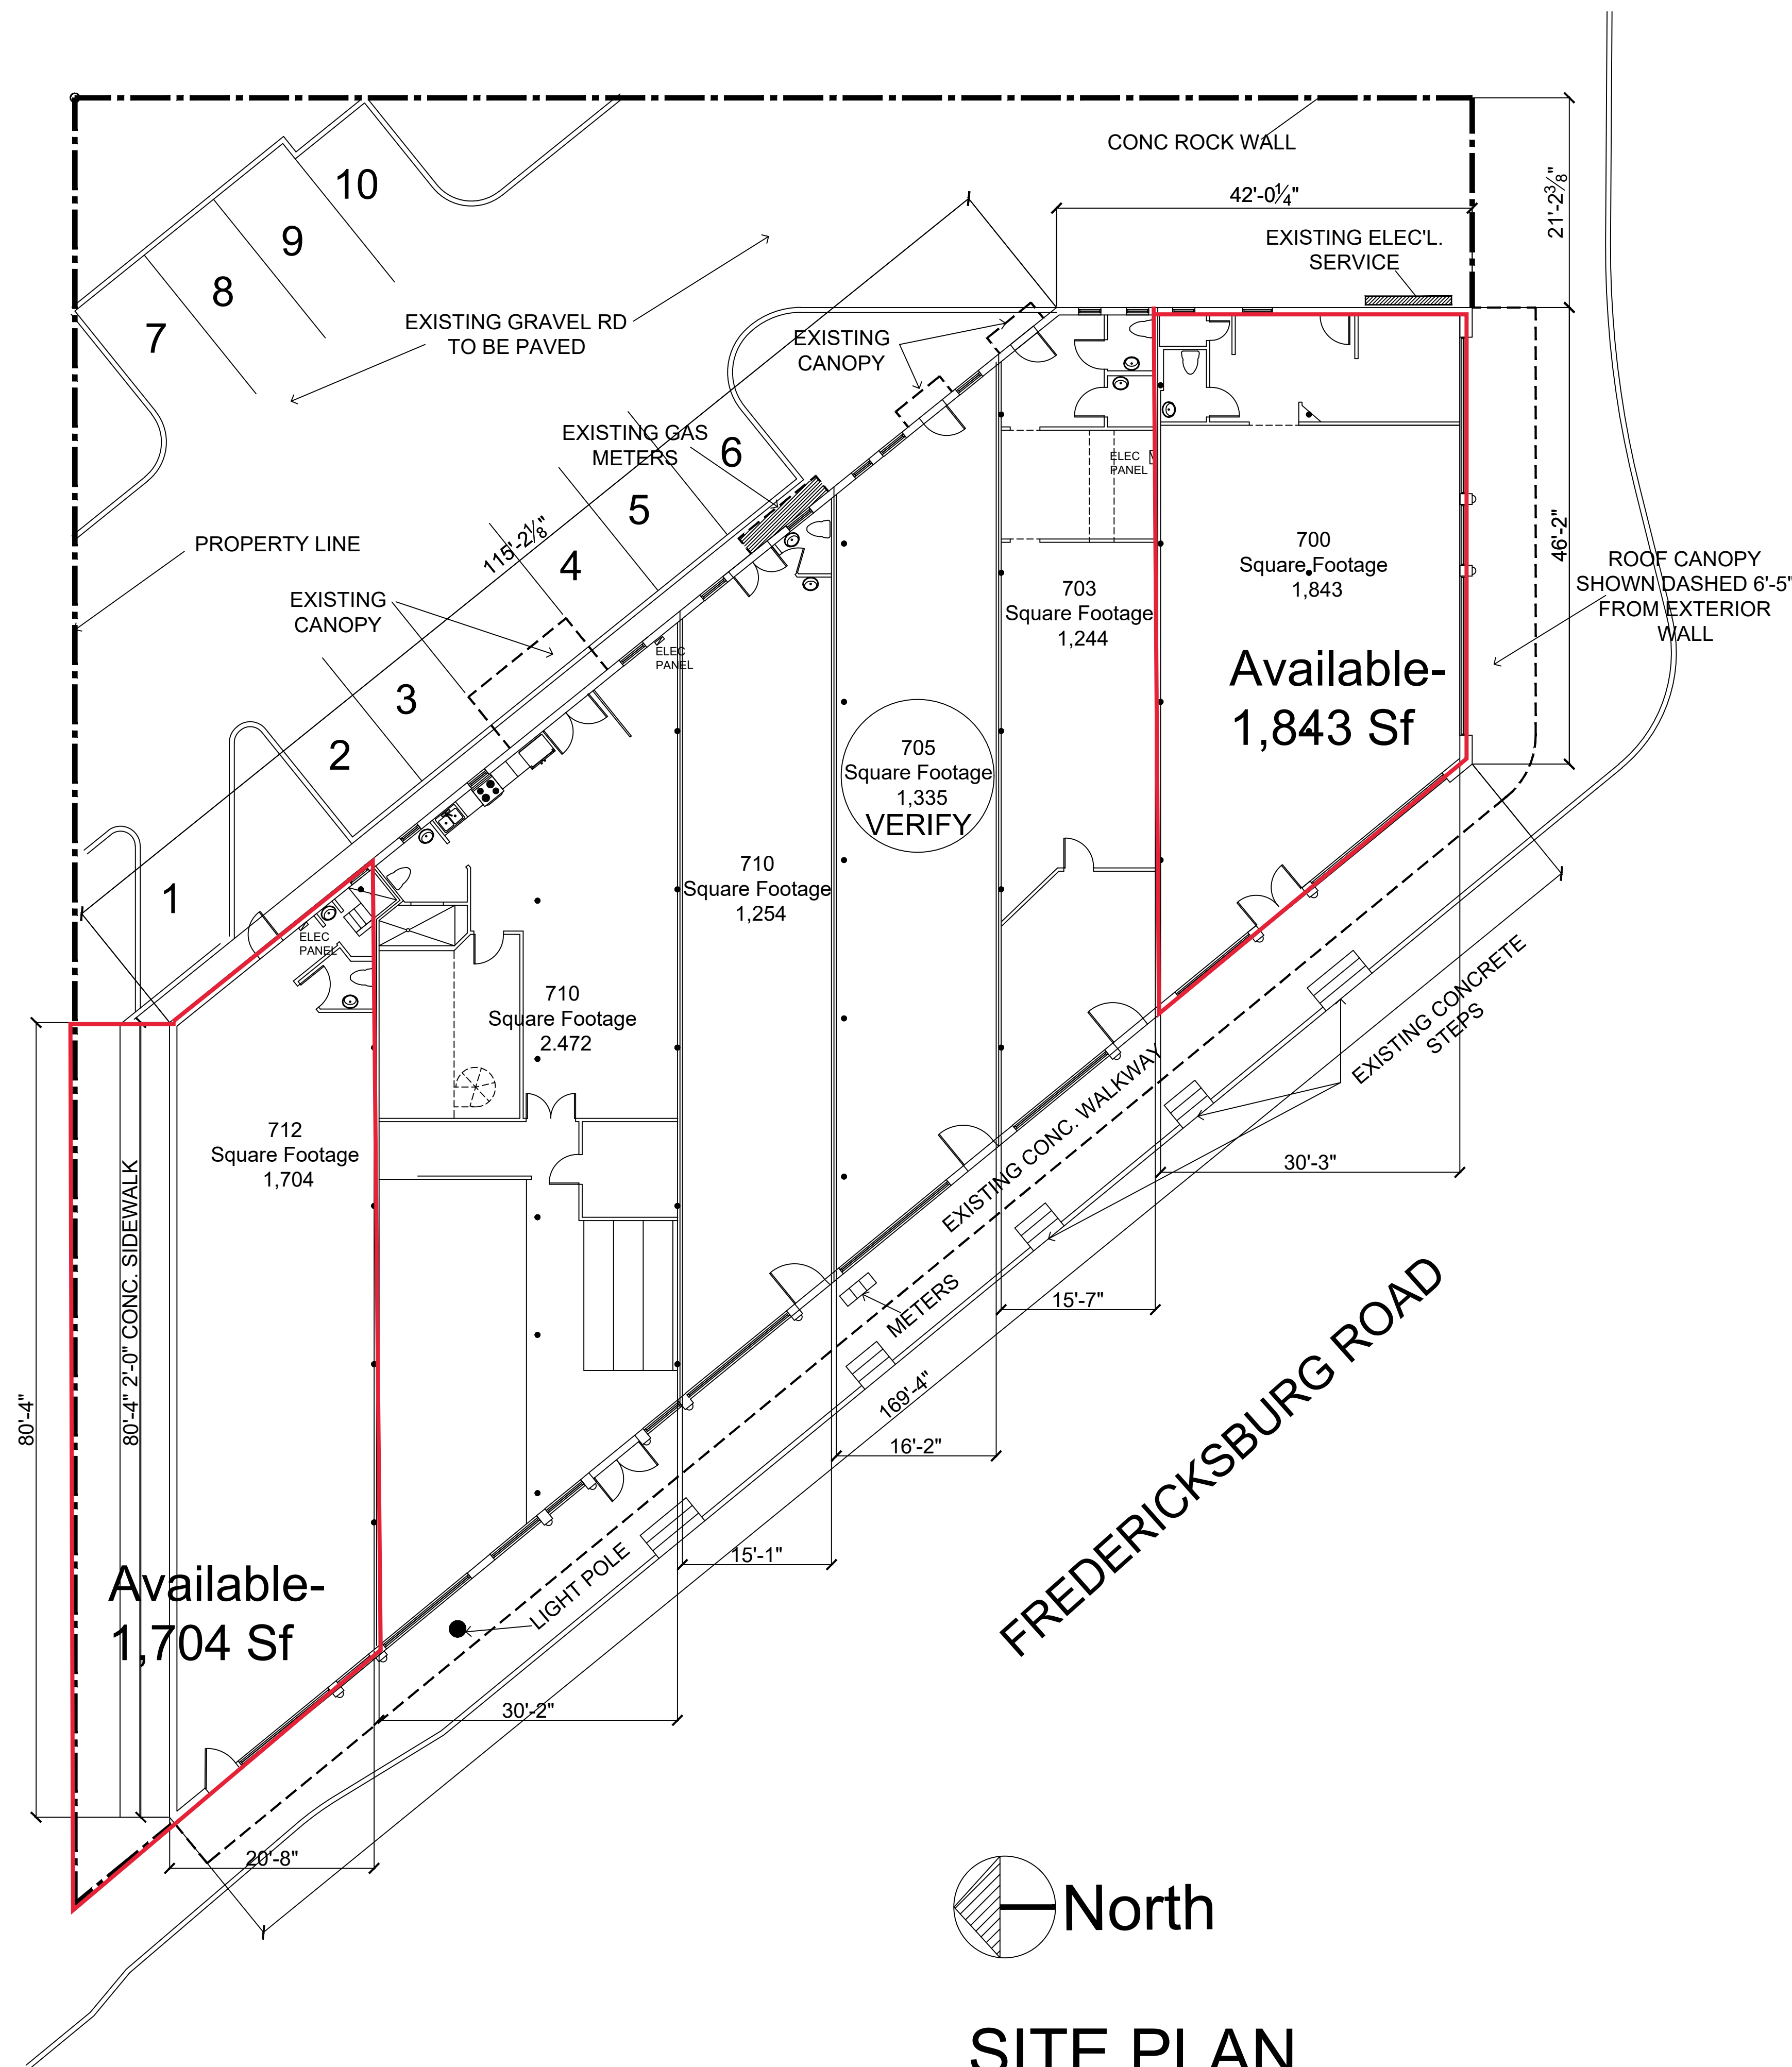 CONC ROCK WALL
42'-0¼"
21'-2⅜"
EXISTING ELEC'L.
SERVICE
10
9
8
7
EXISTING GRAVEL RD
TO BE PAVED
EXISTING
CANOPY
EXISTING GAS
METERS
6
5
4
3
2
1
115'-2⅛"
PROPERTY LINE
EXISTING
CANOPY
ELEC
PANEL
ELEC
PANEL
ELEC
PANEL
700
Square Footage
1,843
Available-
1,843 Sf
46'-2"
ROOF CANOPY
SHOWN DASHED 6'-5"
FROM EXTERIOR
WALL
703
Square Footage
1,244
705
Square Footage
1,335
VERIFY
710
Square Footage
1,254
710
Square Footage
2.472
712
Square Footage
1,704
Available-
1,704 Sf
80'-4"
80'-4" 2'-0" CONC. SIDEWALK
EXISTING CONC. WALKWAY
EXISTING CONCRETE
STEPS
METERS
LIGHT POLE
30'-3"
15'-7"
16'-2"
15'-1"
30'-2"
20'-8"
169'-4"
FREDERICKSBURG ROAD
North
SITE PLAN